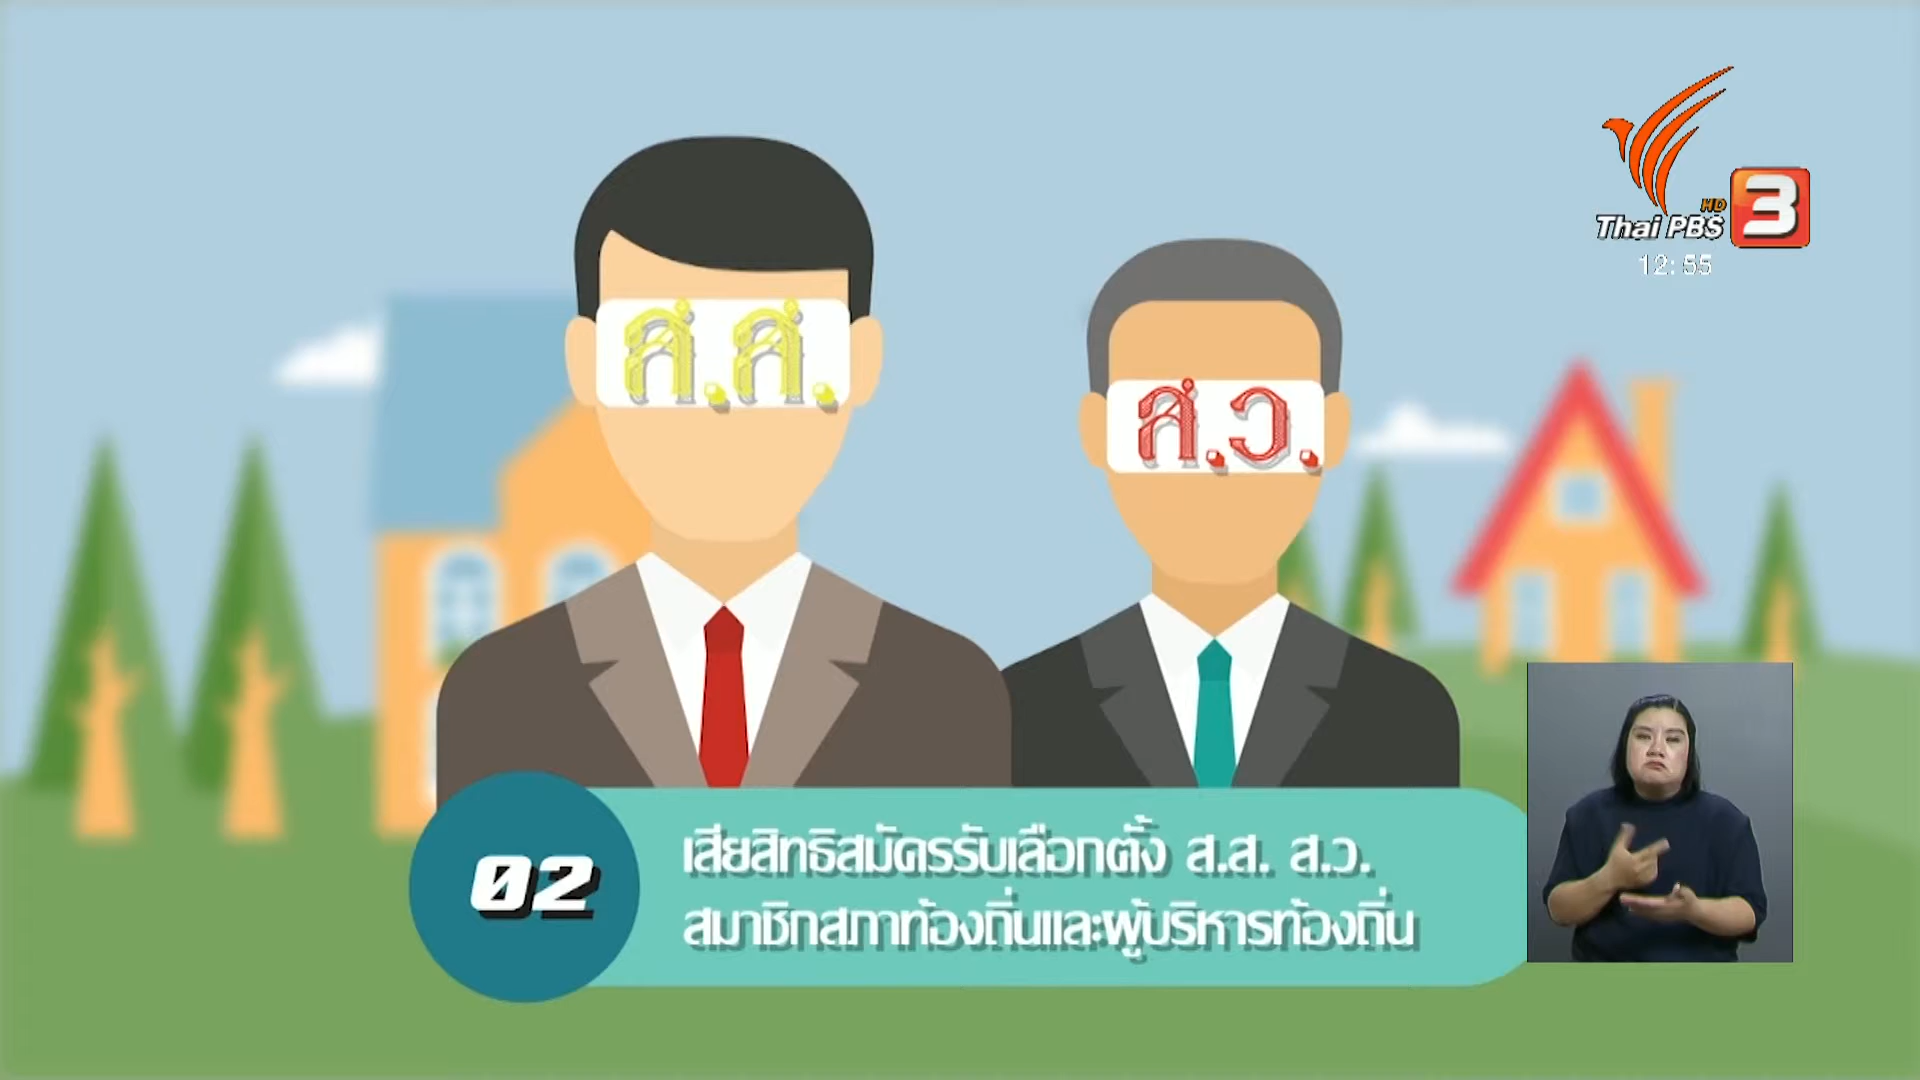 HD
Thai PBS 3
12:55
ส.ส.
ส.ว.
02
เสียสิทธิสมัครรับเลือกตั้ง ส.ส. ส.ว.
สมาชิกสภาท้องถิ่นและผู้บริหารท้องถิ่น